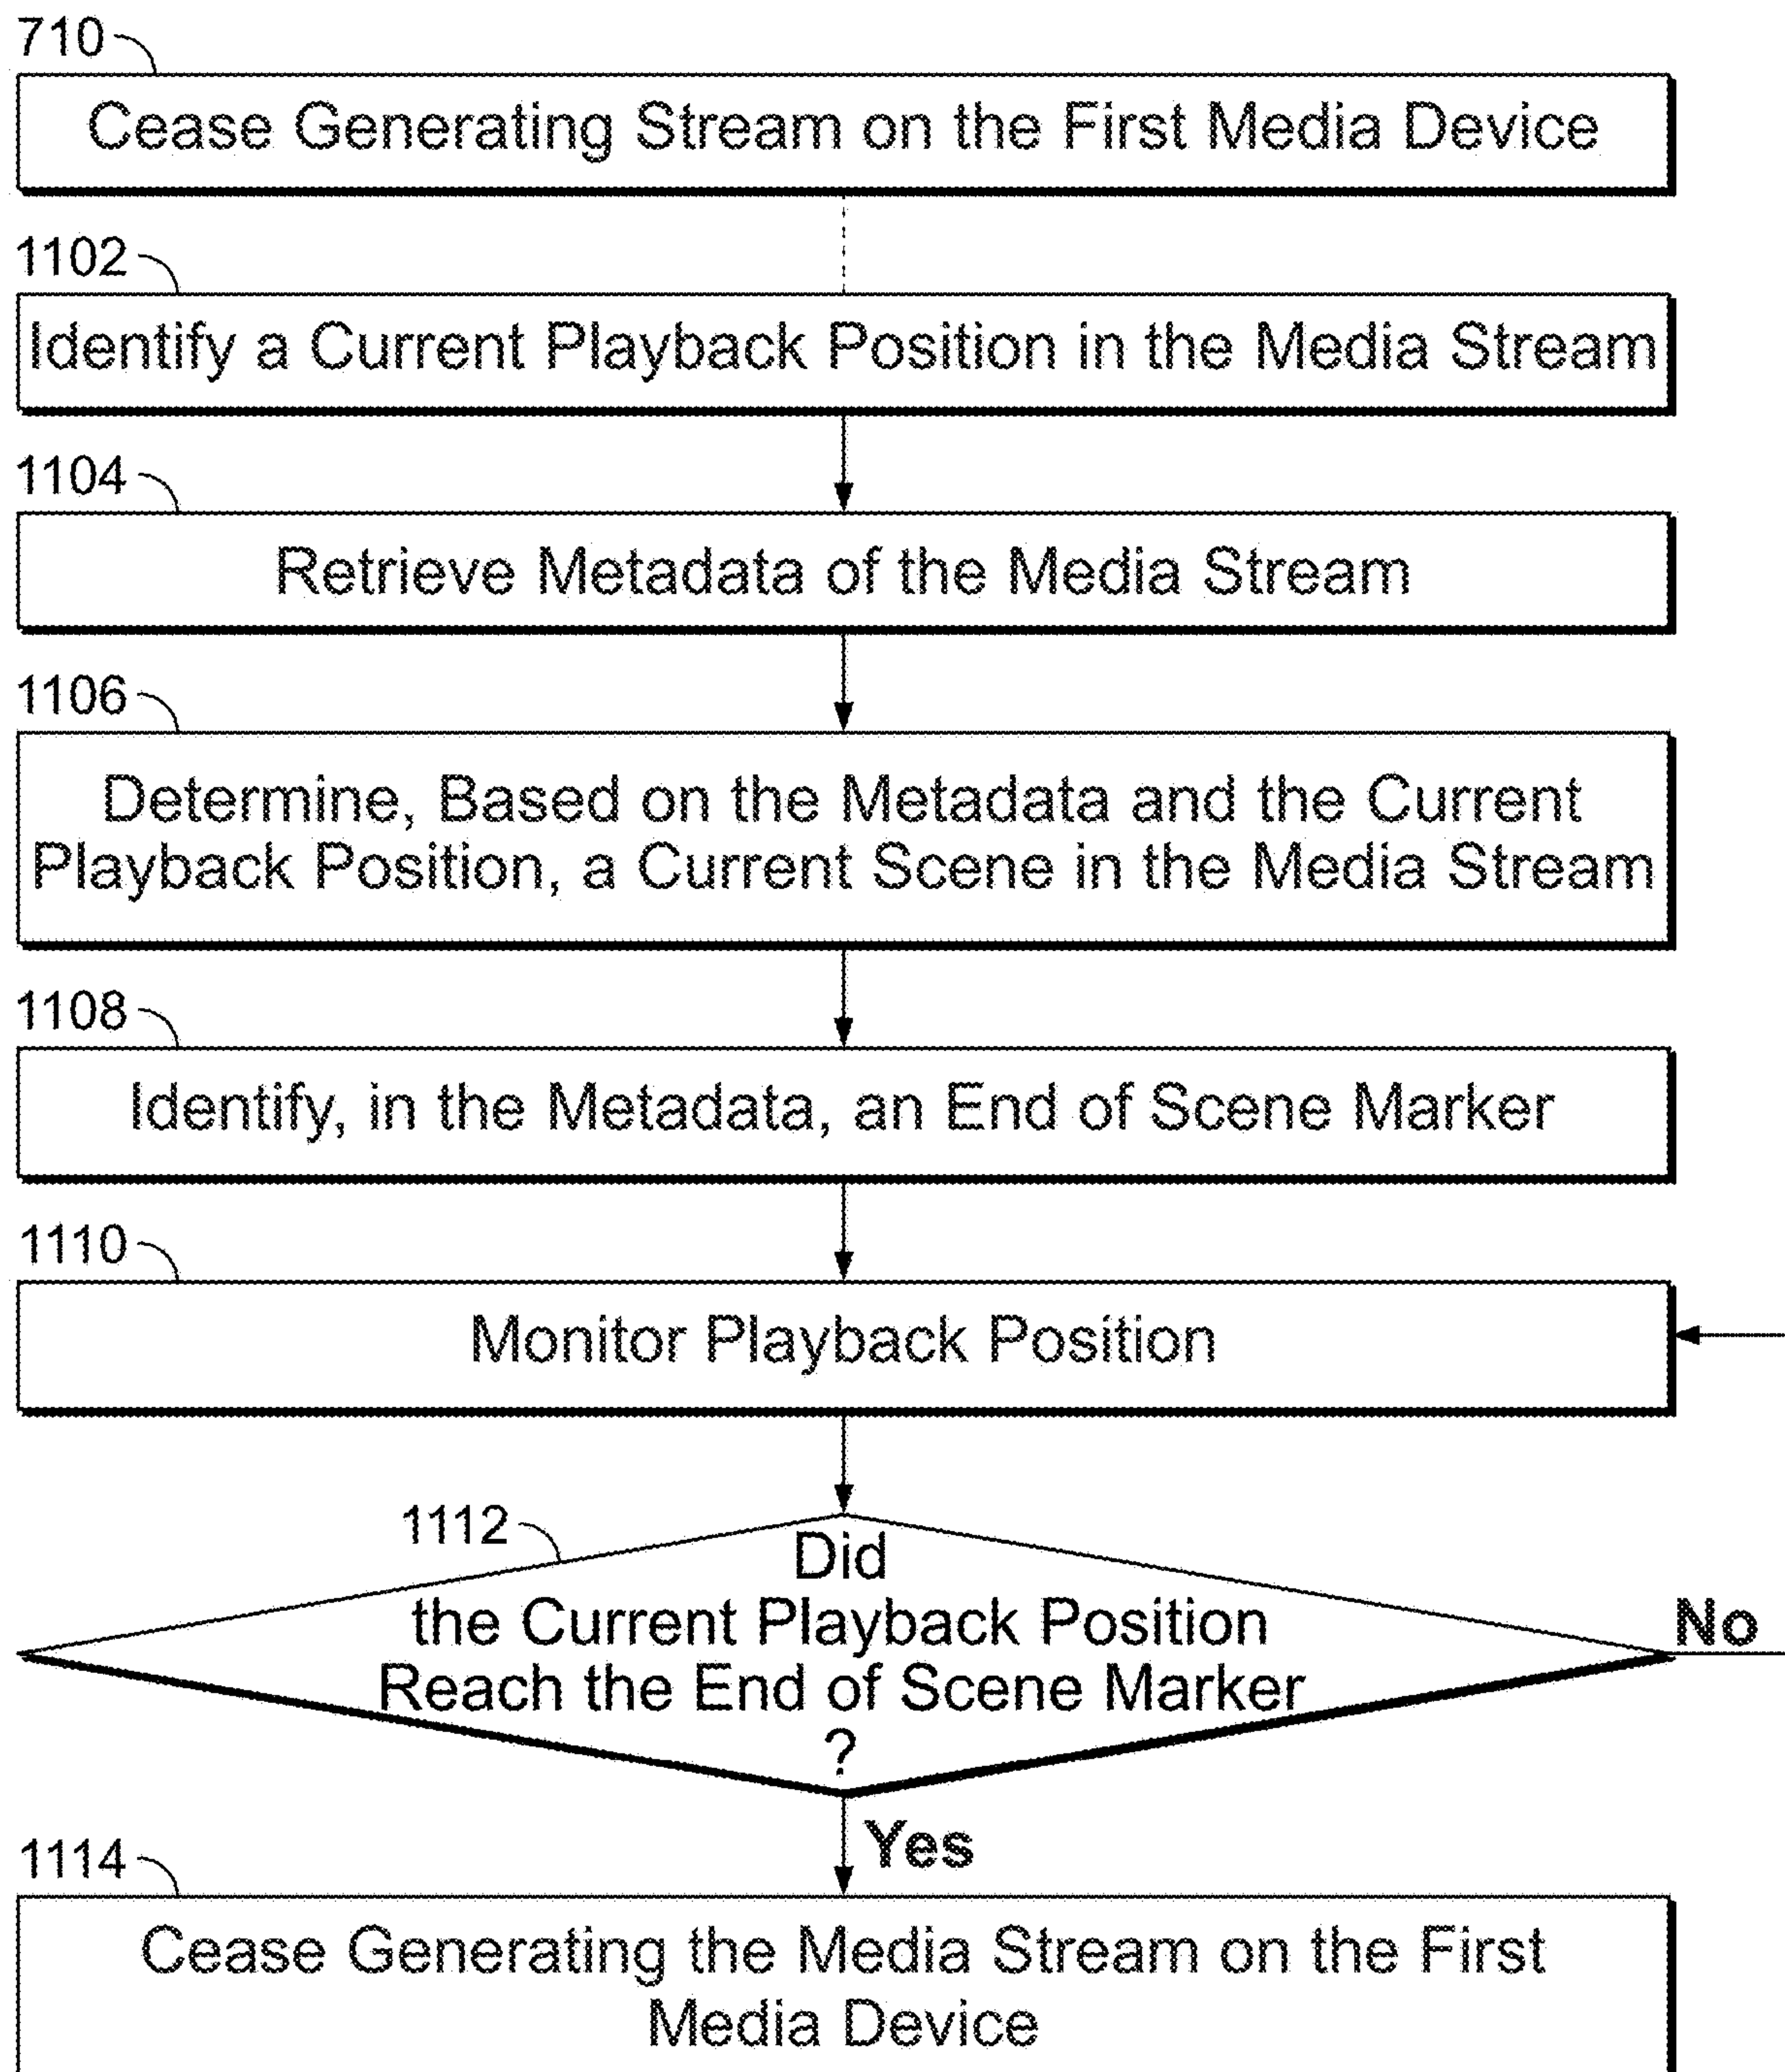 710
Cease Generating Stream on the First Media Device
1102
Identify a Current Playback Position in the Media Stream
1104
Retrieve Metadata of the Media Stream
1106
Determine, Based on the Metadata and the Current
Playback Position, a Current Scene in the Media Stream
1108
Identify, in the Metadata, an End of Scene Marker
1110
Monitor Playback Position
1112
Did
the Current Playback Position
Reach the End of Scene Marker
?
No
Yes
1114
Cease Generating the Media Stream on the First
Media Device